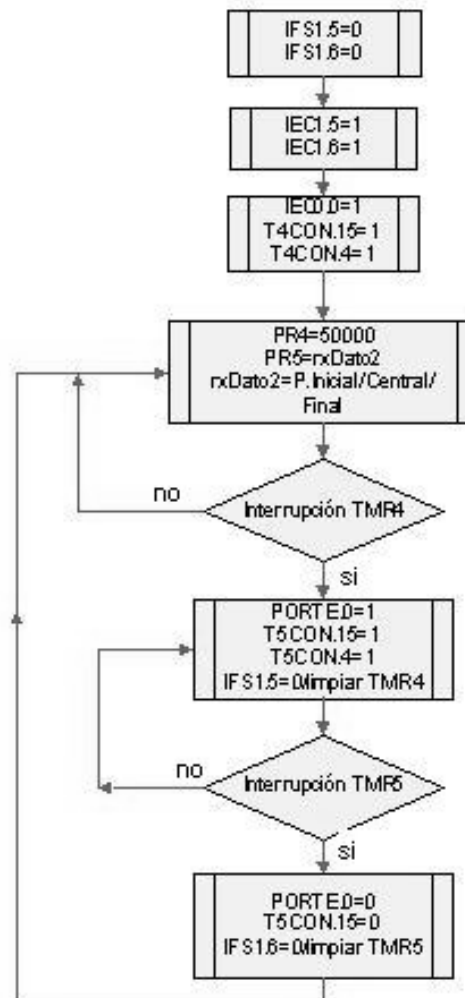 IFS1.5=0
IFS1.6=0
IEC1.5=1
IEC1.6=1
IEC0.0=1
T4CON.15=1
T4CON.4=1
PR4=50000
PR5=rxDato2
rxDato2=P.Inicial/Central/
Final
no
Interrupción TMR4
si
PORTE.0=1
T5CON.15=1
T5CON.4=1
IFS1.5=0/limpiar TMR4
no
Interrupción TMR5
si
PORTE.0=0
T5CON.15=0
IFS1.6=0/limpiar TMR5